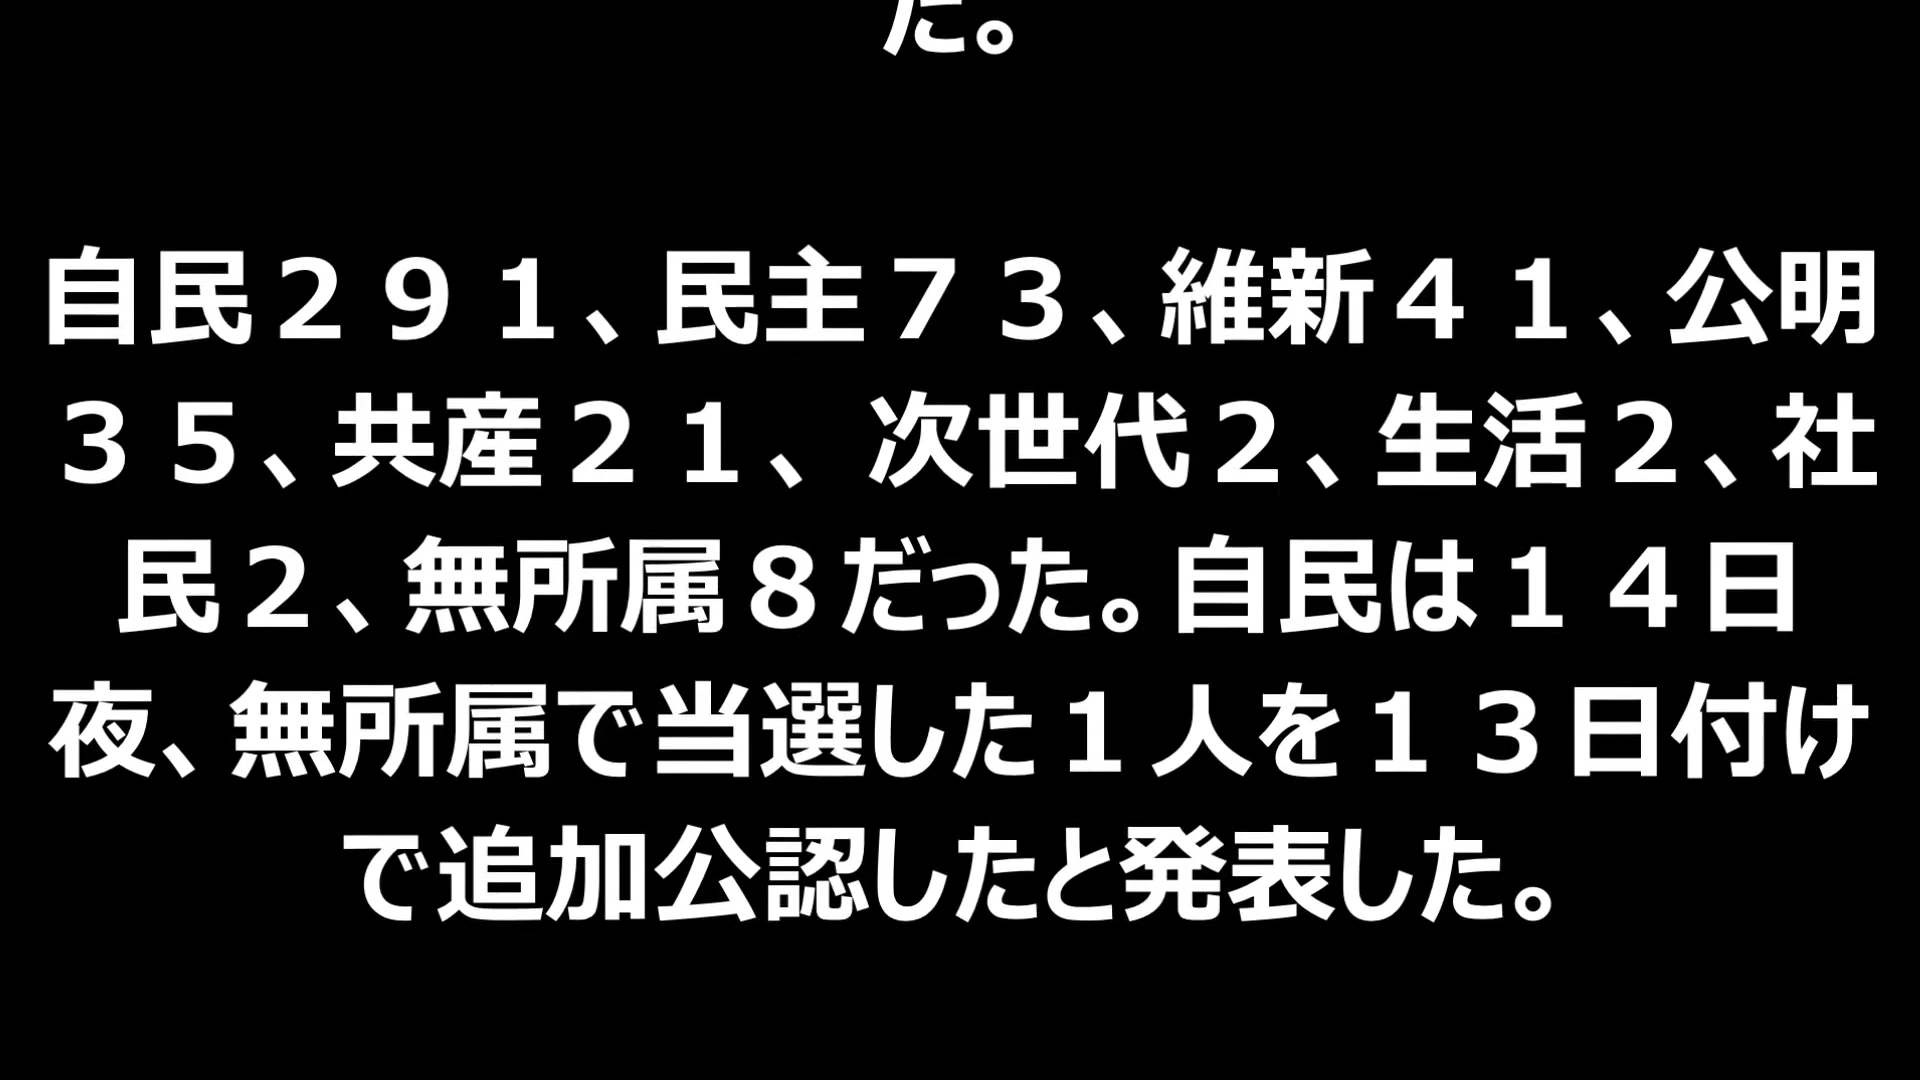 た。
自民２９１、民主７３、維新４１、公明
３５、共産２１、 次世代２、生活２、社
民２、無所属８だった。自民は１４日
夜、無所属で当選した１人を１３日付け
で追加公認したと発表した。